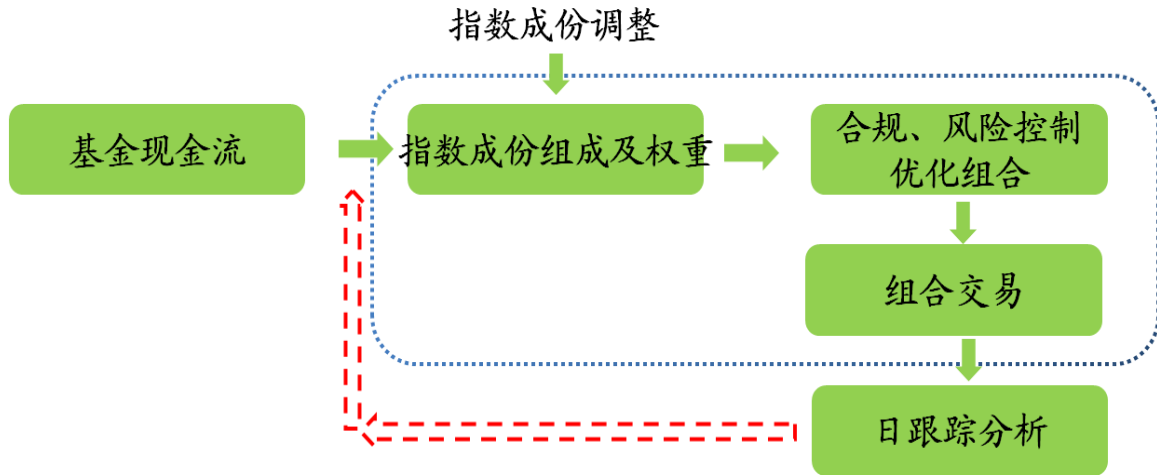 指数成份调整
基金现金流
指数成份组成及权重
合规、风险控制
优化组合
组合交易
日跟踪分析